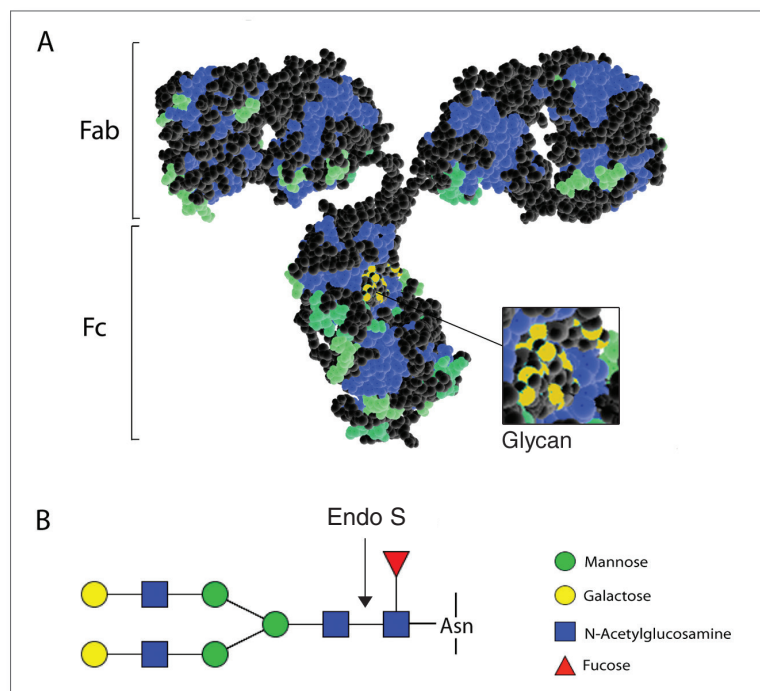 A
Fab
Fc
Glycan
B
Endo S
Asn
Mannose
Galactose
N-Acetylglucosamine
Fucose